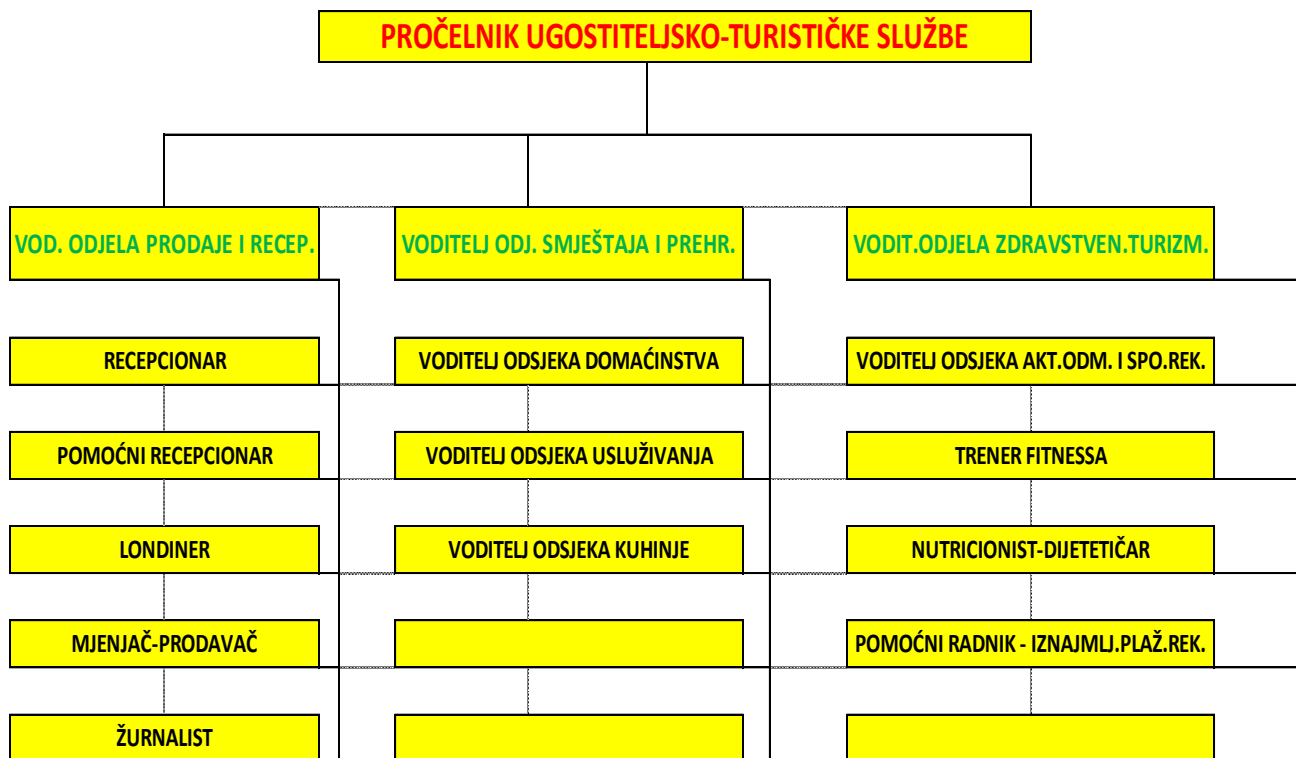 PROČELNIK UGOSTITELJSKO-TURISTIČKE SLUŽBE
VOD. ODJELA PRODAJE I RECEP.
VODITELJ ODJ. SMJEŠTAJA I PREHR.
VODIT.ODJELA ZDRAVSTVEN.TURIZM.
RECEPCIONAR
VODITELJ ODSJEKA DOMAĆINSTVA
VODITELJ ODSJEKA AKT.ODM. I SPO.REK.
POMOĆNI RECEPCIONAR
VODITELJ ODSJEKA USLUŽIVANJA
TRENER FITNESSA
LONDINER
VODITELJ ODSJEKA KUHINJE
NUTRICIONIST-DIJETETIČAR
MJENJAČ-PRODAVAČ
POMOĆNI RADNIK - IZNAJMLJ.PLAŽ.REK.
ŽURNALIST